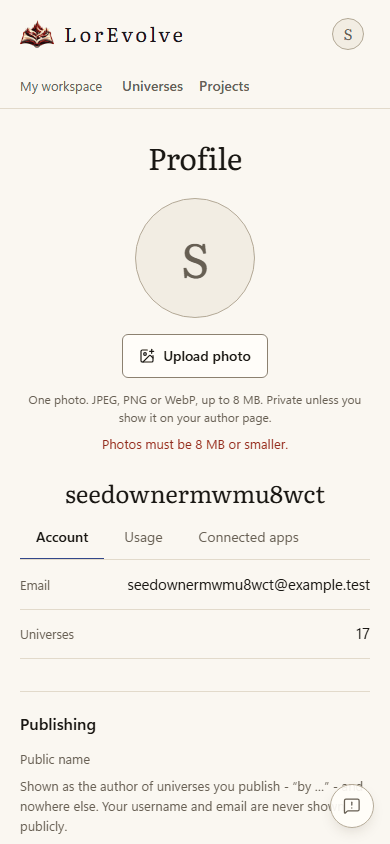 LorEvolve
S
My workspace Universes Projects
Profile
S
Upload photo
One photo. JPEG, PNG or WebP, up to 8 MB. Private unless you
show it on your author page.
Photos must be 8 MB or smaller.
seedownermwmu8wct
Account Usage Connected apps
Email seedownermwmu8wct@example.test
Universes 17
Publishing
Public name
Shown as the author of universes you publish - “by ...” - and
nowhere else. Your username and email are never
publicly.